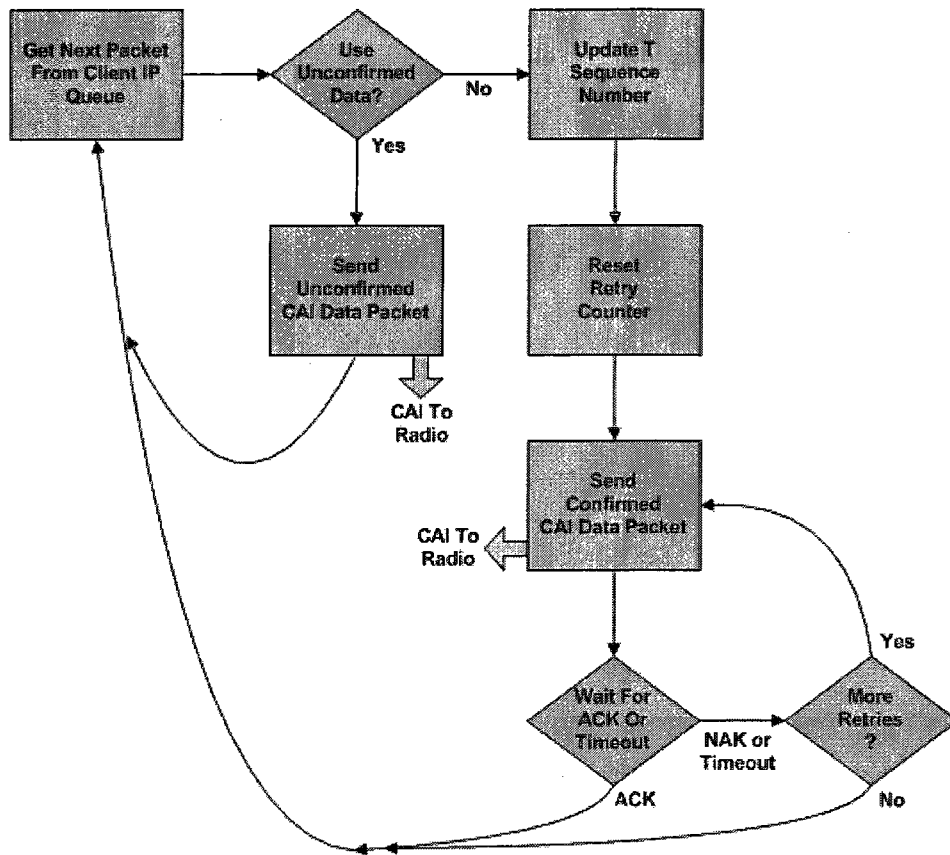 Get Next Packet
From Client IP
Queue
Use
Unconfirmed
Data?
No
Yes
Update T
Sequence
Number
Send
Unconfirmed
CAI Data Packet
CAI To
Radio
Reset
Retry
Counter
Send
Confirmed
CAI Data Packet
CAI To
Radio
Wait For
ACK Or
Timeout
NAK or
Timeout
ACK
More
Retries
?
Yes
No